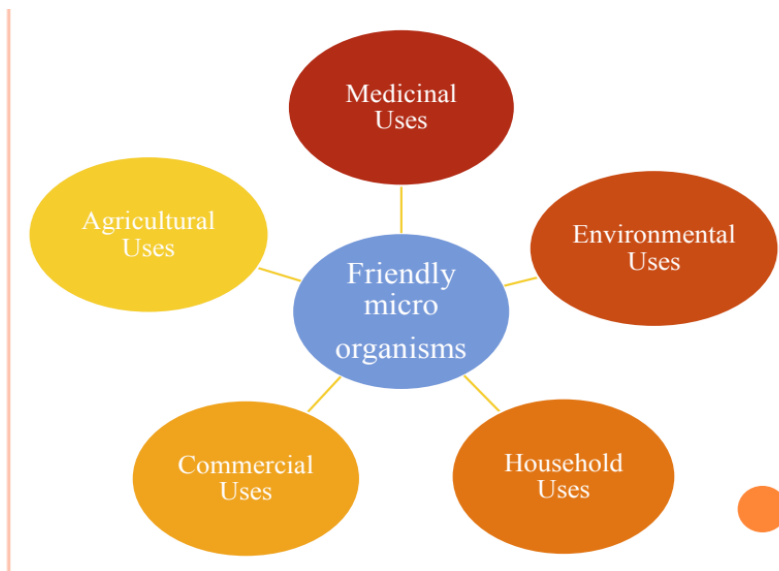 Medicinal
Uses
Agricultural
Uses
Environmental
Uses
Friendly
micro
organisms
Commercial
Uses
Household
Uses